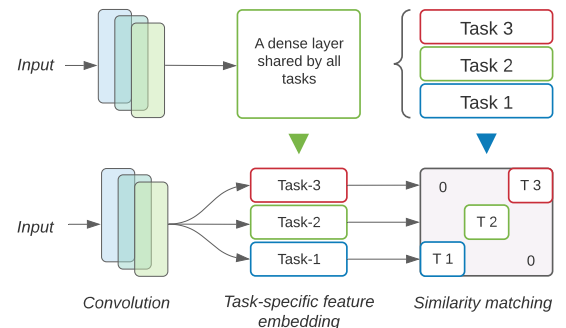 Input
A dense layer
shared by all
tasks
Task 3
Task 2
Task 1
Input
Task-3
Task-2
Task-1
0
T 3
T 2
T 1
0
Convolution
Task-specific feature
embedding
Similarity matching